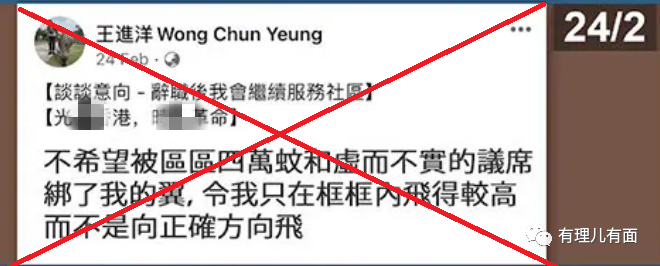 王進洋 Wong Chun Yeung
24 Feb
24/2
【談談意向 - 辭職後我會繼續服務社區】
【光 香港, 時 革命】
不希望被區區四萬蚊和虛而不實的議席
綁了我的翼, 令我只在框框內飛得較高
而不是向正確方向飛
有理儿有面